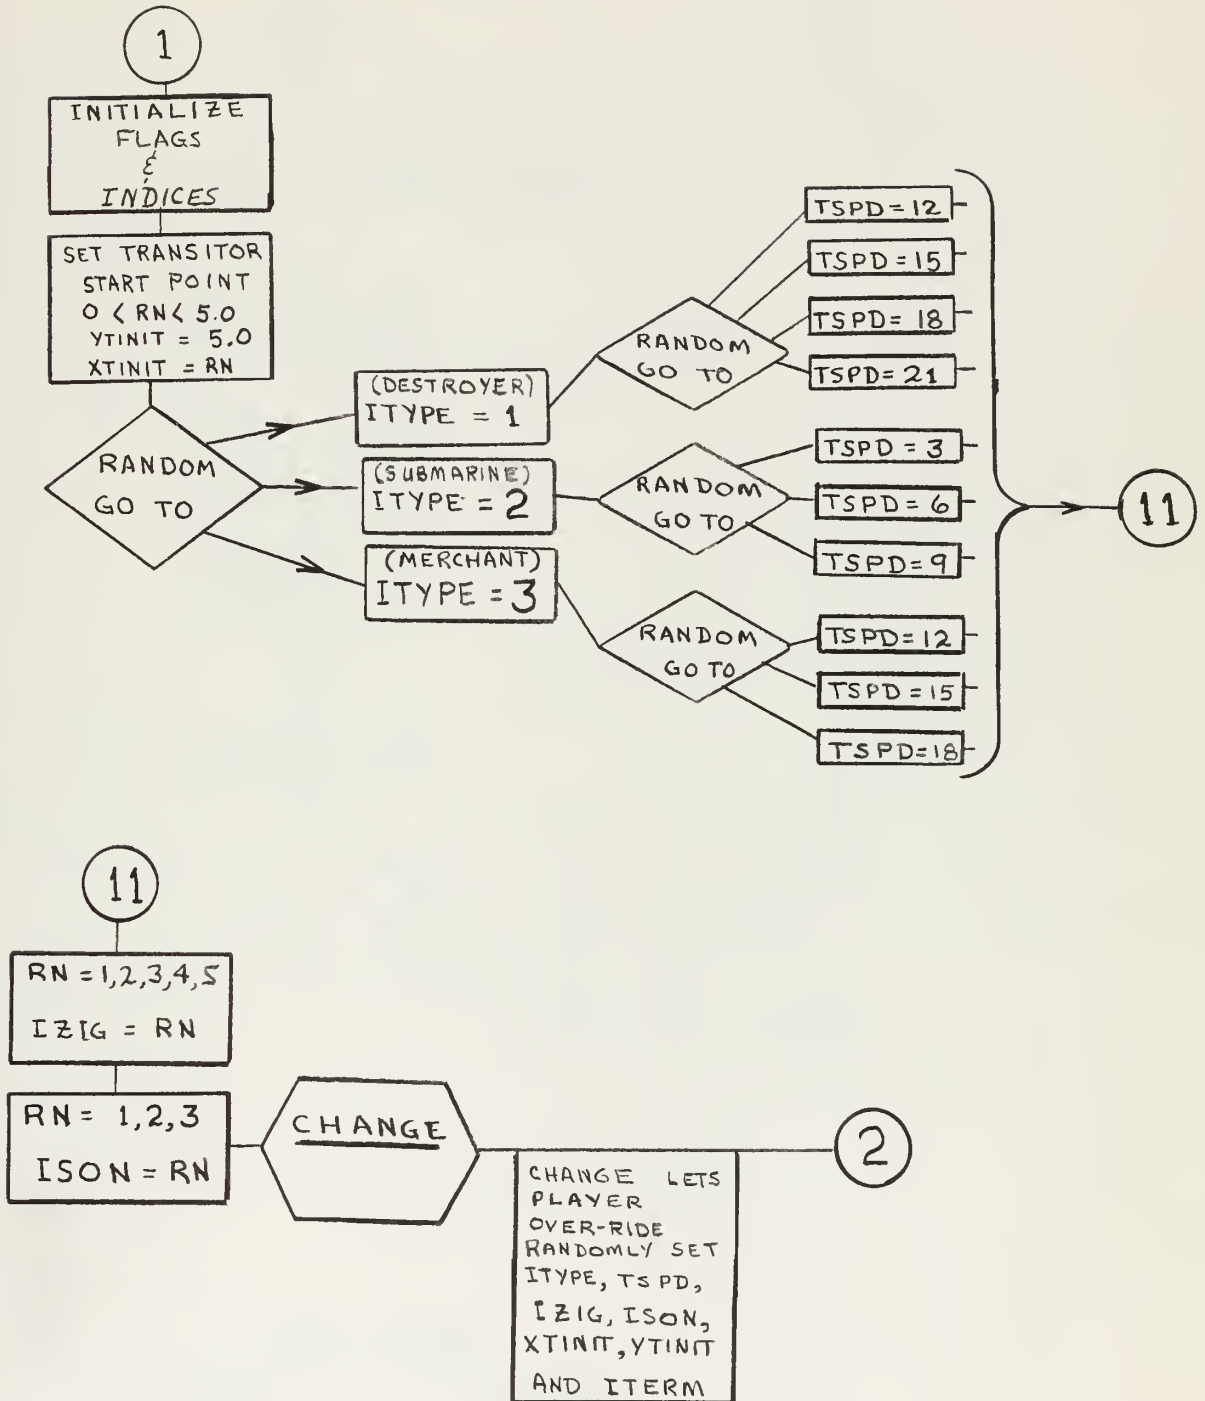 1
INITIALIZE
FLAGS
&
INDICES
SET TRANSITOR
START POINT
0 < RN < 5.0
YTINIT = 5.0
XTINIT = RN
RANDOM
GO TO
(DESTROYER)
ITYPE = 1
(SUBMARINE)
ITYPE = 2
(MERCHANT)
ITYPE = 3
RANDOM
GO TO
TSPD = 12
TSPD = 15
TSPD = 18
TSPD = 21
RANDOM
GO TO
TSPD = 3
TSPD = 6
TSPD = 9
RANDOM
GO TO
TSPD = 12
TSPD = 15
TSPD = 18
11
11
RN = 1,2,3,4,5
IZIG = RN
RN = 1,2,3
ISON = RN
CHANGE
CHANGE LETS
PLAYER
OVER-RIDE
RANDOMLY SET
ITYPE, TSPD,
IZIG, ISON,
XTINIT, YTINIT
AND ITERM
2